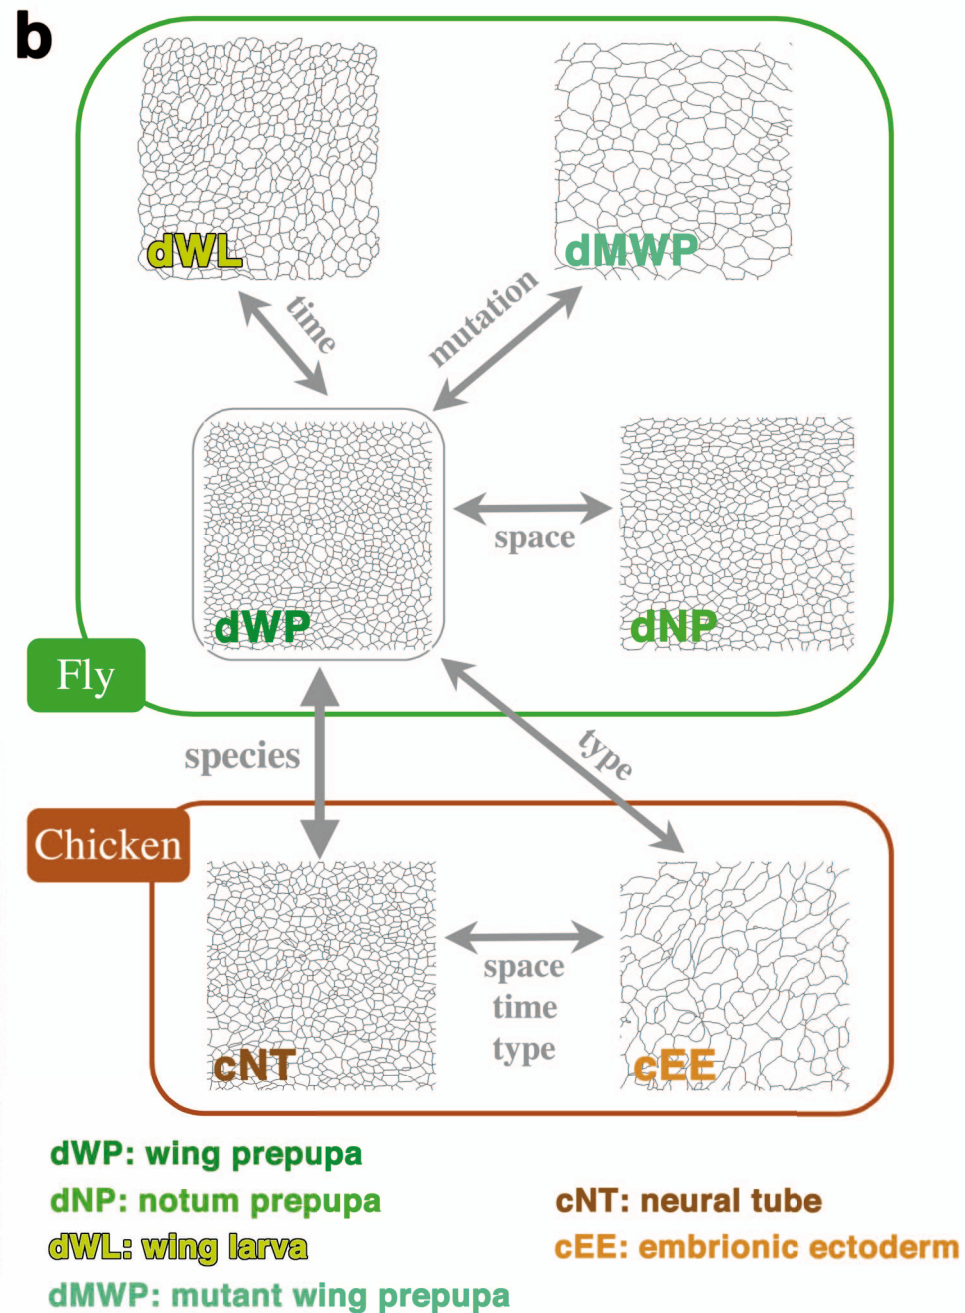 b
dWL
dMWP
time
mutation
dWP
space
dNP
Fly
species
type
Chicken
cNT
space
time
type
cEE
dWP: wing prepupa
dNP: notum prepupa
dWL: wing larva
dMWP: mutant wing prepupa
cNT: neural tube
cEE: embrionic ectoderm